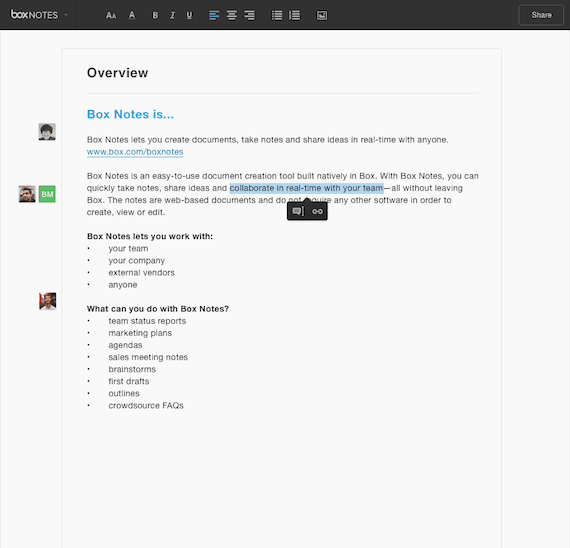 boxNOTES
AA
A
B
I
U
Share
Overview
Box Notes is...
Box Notes lets you create documents, take notes and share ideas in real-time with anyone.
www.box.com/boxnotes
Box Notes is an easy-to-use document creation tool built natively in Box. With Box Notes, you can
BM
quickly take notes, share ideas and collaborate in real-time with your team—all without leaving
Box. The notes are web-based documents and do not require any other software in order to
create, view or edit.
Box Notes lets you work with:
• your team
• your company
• external vendors
• anyone
What can you do with Box Notes?
• team status reports
• marketing plans
• agendas
• sales meeting notes
• brainstorms
• first drafts
• outlines
• crowdsource FAQs